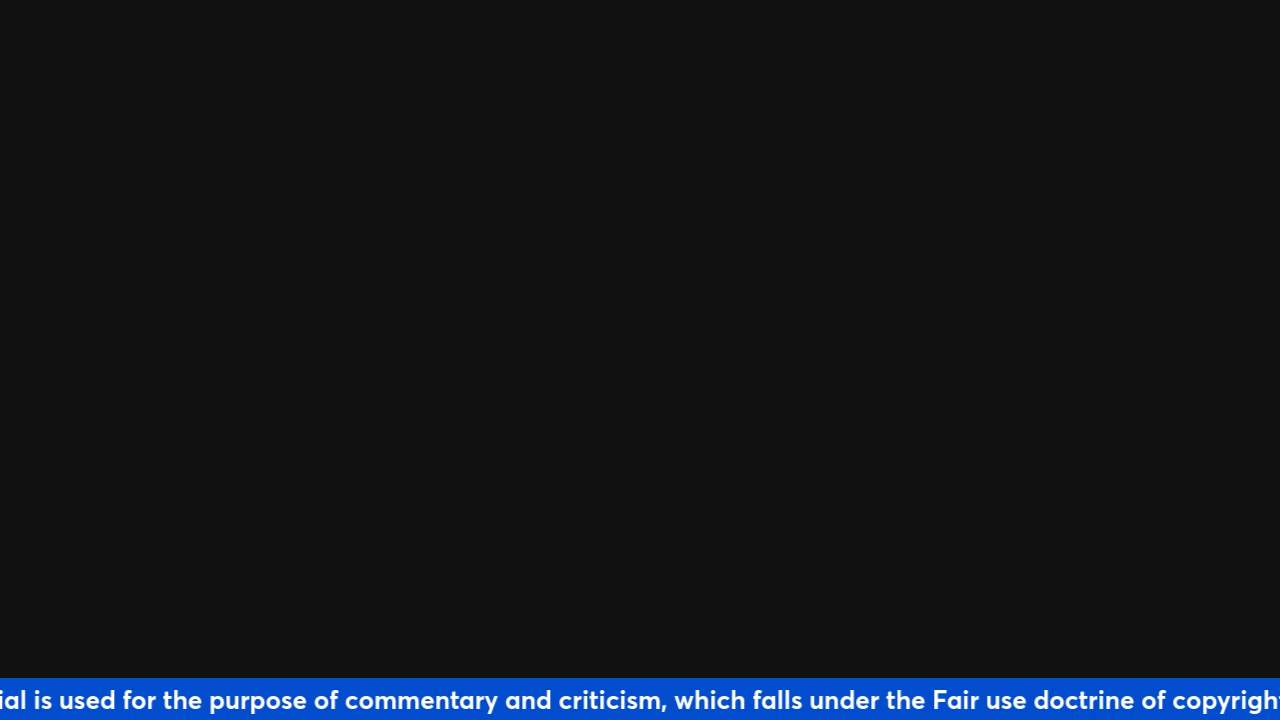 ial is used for the purpose of commentary and criticism, which falls under the Fair use doctrine of copyright